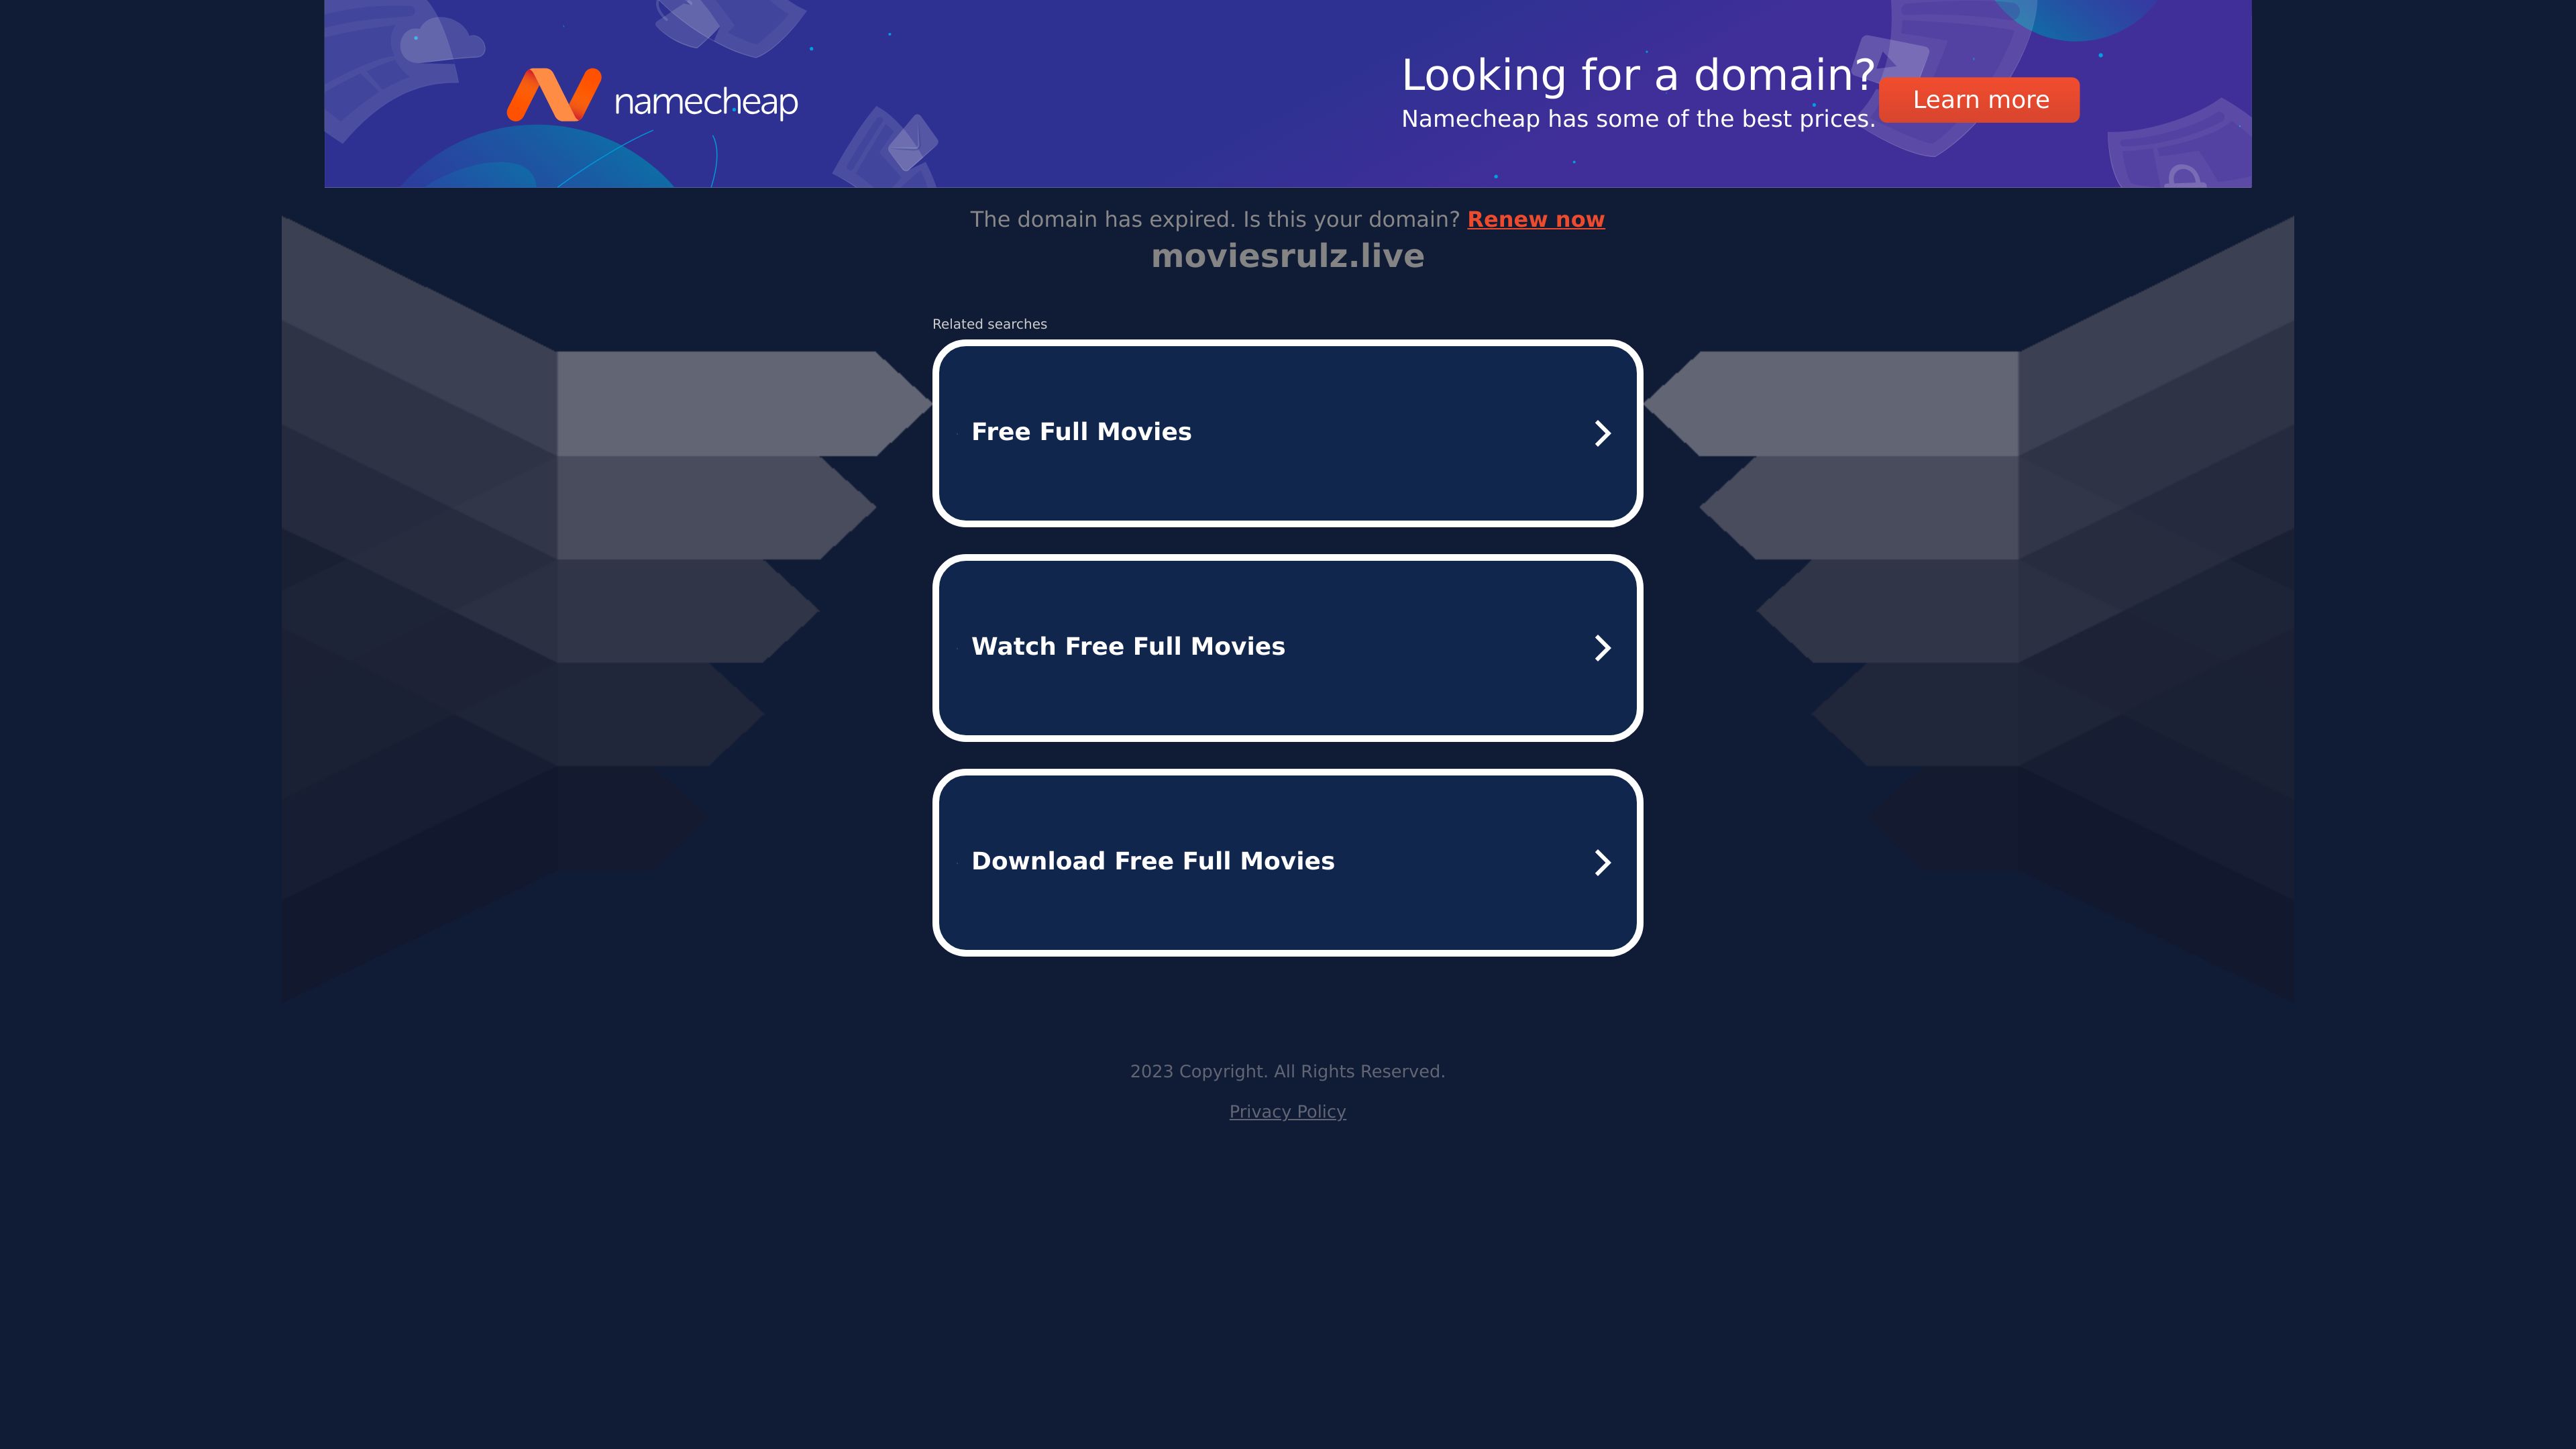 namecheap
Looking for a domain?
Namecheap has some of the best prices.
Learn more
The domain has expired. Is this your domain? Renew now
moviesrulz.live
Related searches
Free Full Movies
Watch Free Full Movies
Download Free Full Movies
2023 Copyright. All Rights Reserved.
Privacy Policy